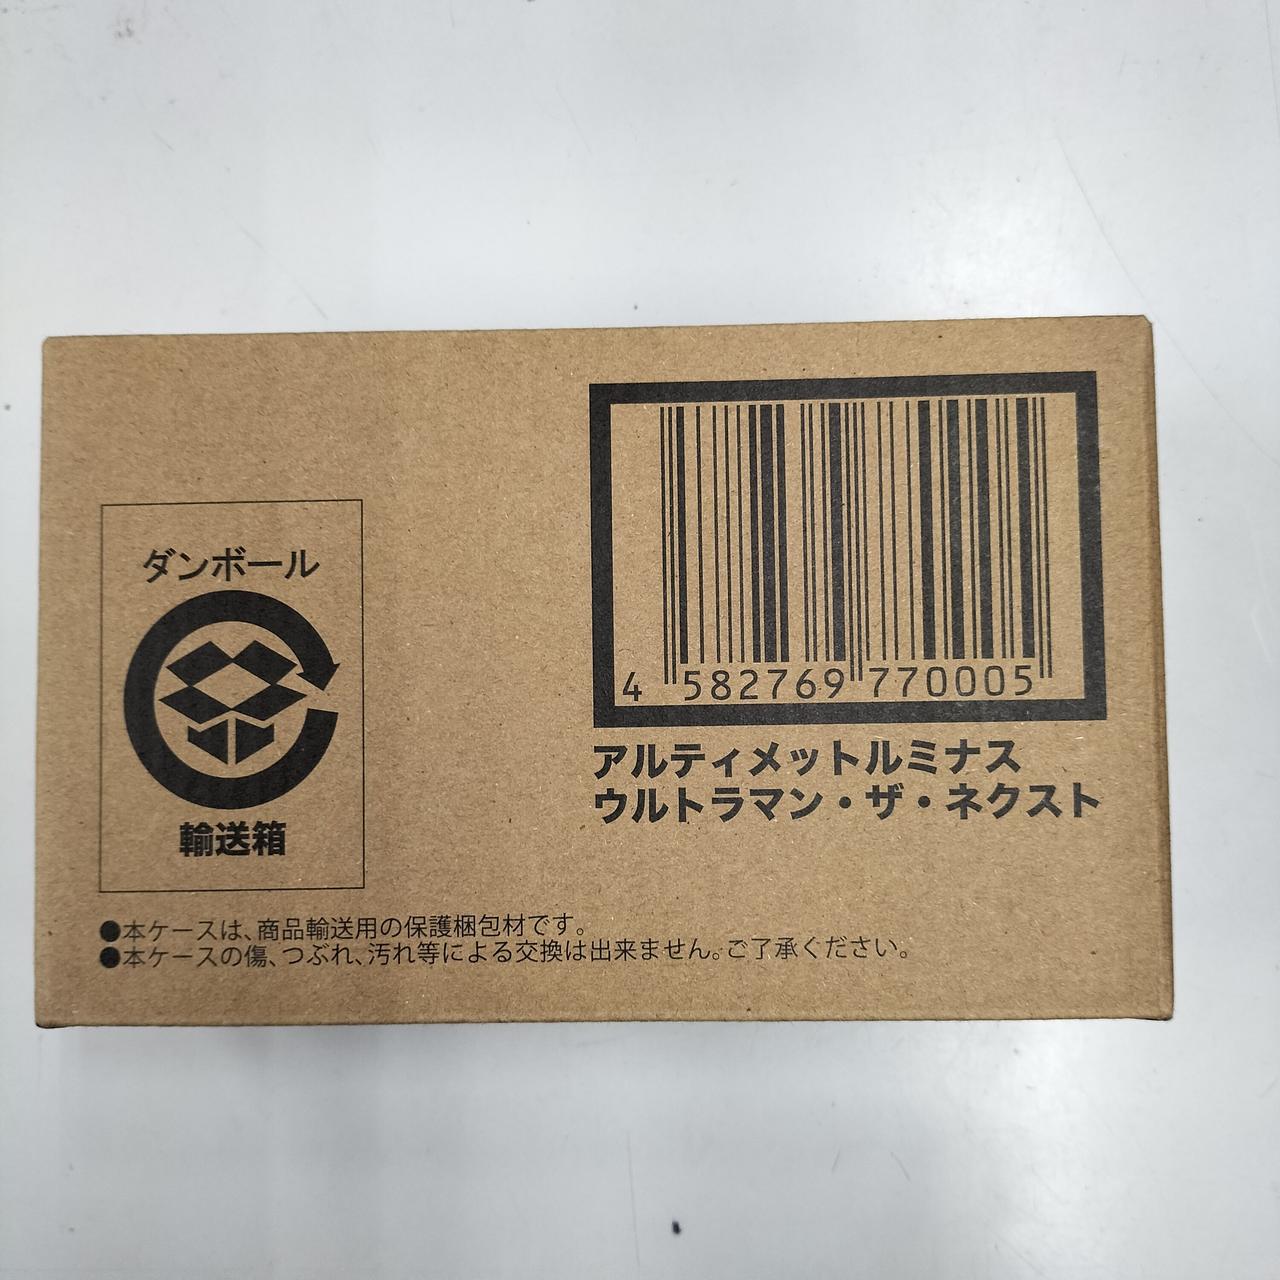 ダンボール
輸送箱
4 582769 770005
アルティメットルミナス
ウルトラマン・ザ・ネクスト
●本ケースは、商品輸送用の保護梱包材です。
●本ケースの傷、つぶれ、汚れ等による交換は出来ません。ご了承ください。